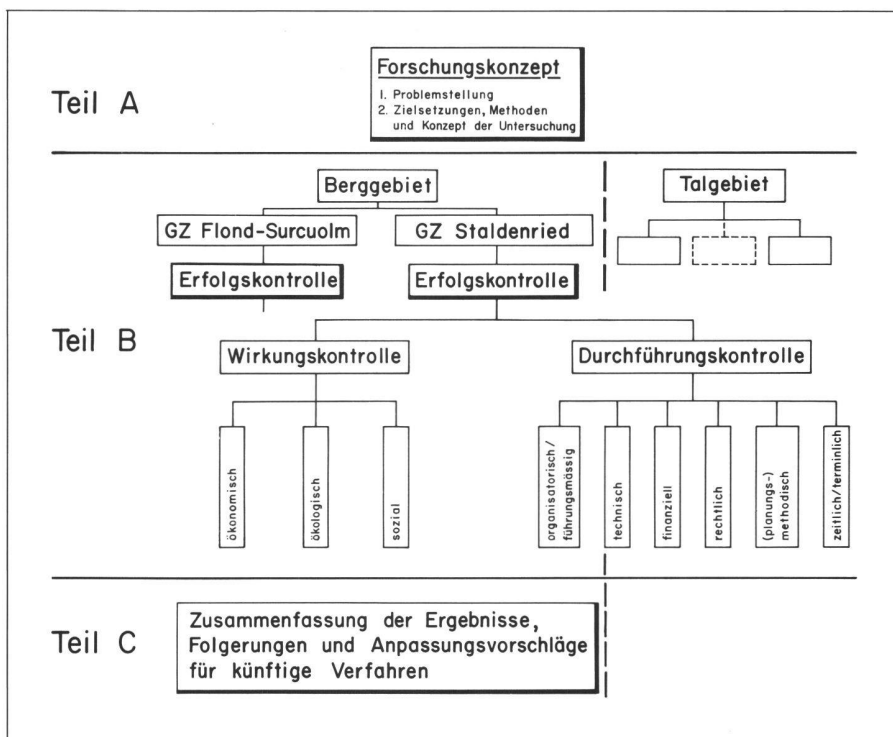 Teil A
Forschungskonzept
1. Problemstellung
2. Zielsetzungen, Methoden
und Konzept der Untersuchung
Berggebiet
Talgebiet
GZ Flond-Surcuolm
GZ Staldenried
Erfolgskontrolle
Erfolgskontrolle
Teil B
Wirkungskontrolle
Durchführungskontrolle
ökonomisch
ökologisch
sozial
organisatorisch/
führungsmässig
technisch
finanziell
rechtlich
(planungs-)
methodisch
zeitlich/terminlich
Teil C
Zusammenfassung der Ergebnisse,
Folgerungen und Anpassungsvorschläge
für künftige Verfahren